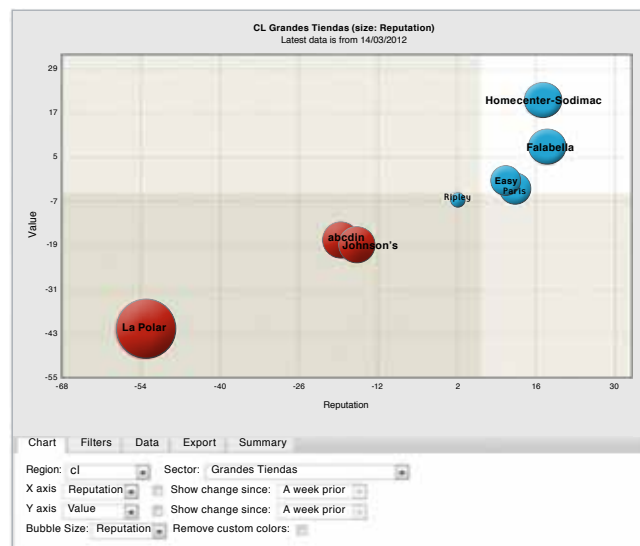 CL Grandes Tiendas (size: Reputation)
Latest data is from 14/03/2012
29
17
5
-7
-19
-31
-43
-55
Value
Homecenter-Sodimac
Falabella
Easy
Paris
Ripley
abcdin
Johnson's
La Polar
-68 -54 -40 -26 -12 2 16 30
Reputation
Chart Filters Data Export Summary
Region: cl Sector: Grandes Tiendas
X axis Reputation Show change since: A week prior
Y axis Value Show change since: A week prior
Bubble Size: Reputation Remove custom colors: